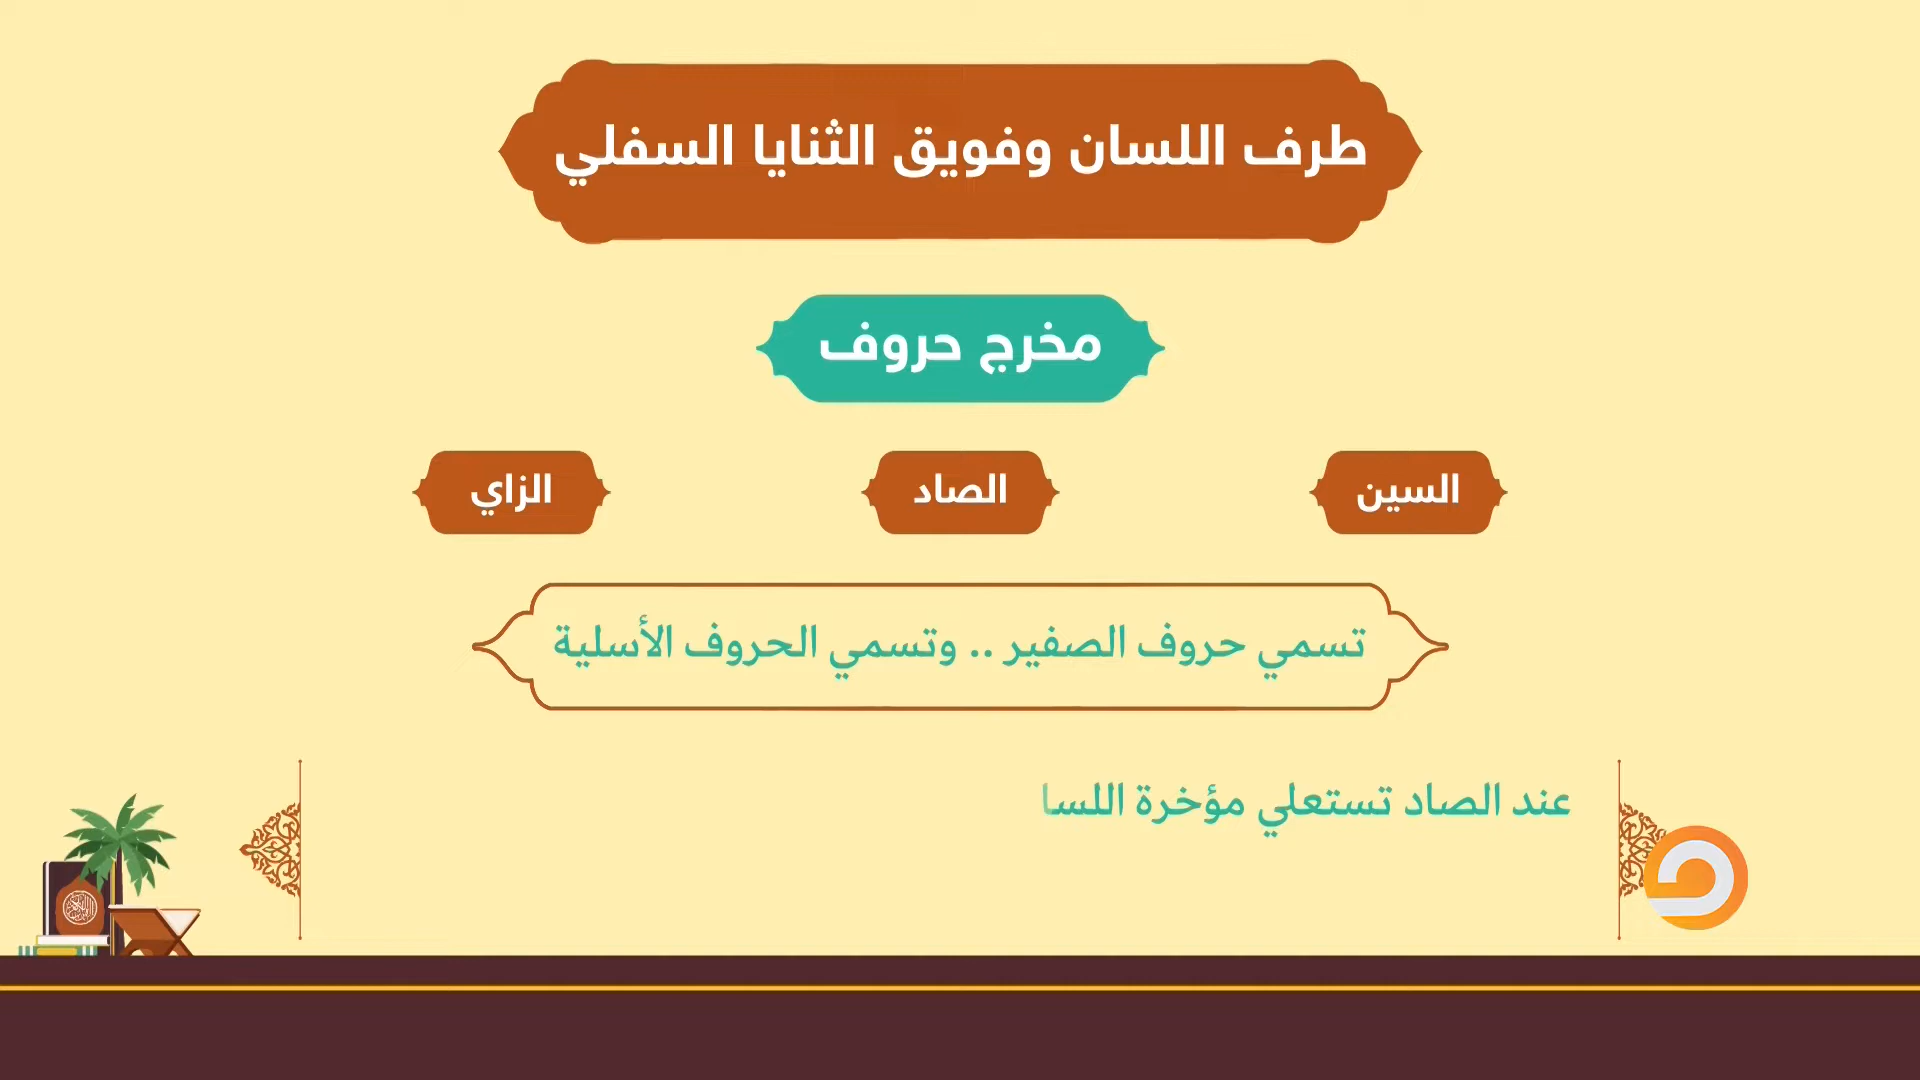 طرف اللسان وفويق الثنايا السفلي
مخرج حروف
السين الصاد الزاي
تسمي حروف الصفير .. وتسمي الحروف الأسلية
عند الصاد تستعلي مؤخرة اللسا